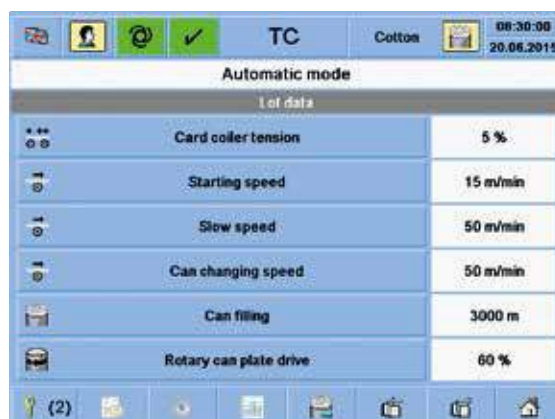 TC Cotton 08:30:00
20.06.2015
Automatic mode
Lot data
Card coiler tension 5 %
Starting speed 15 m/min
Slow speed 50 m/min
Can changing speed 50 m/min
Can filling 3000 m
Rotary can plate drive 60 %
(2)